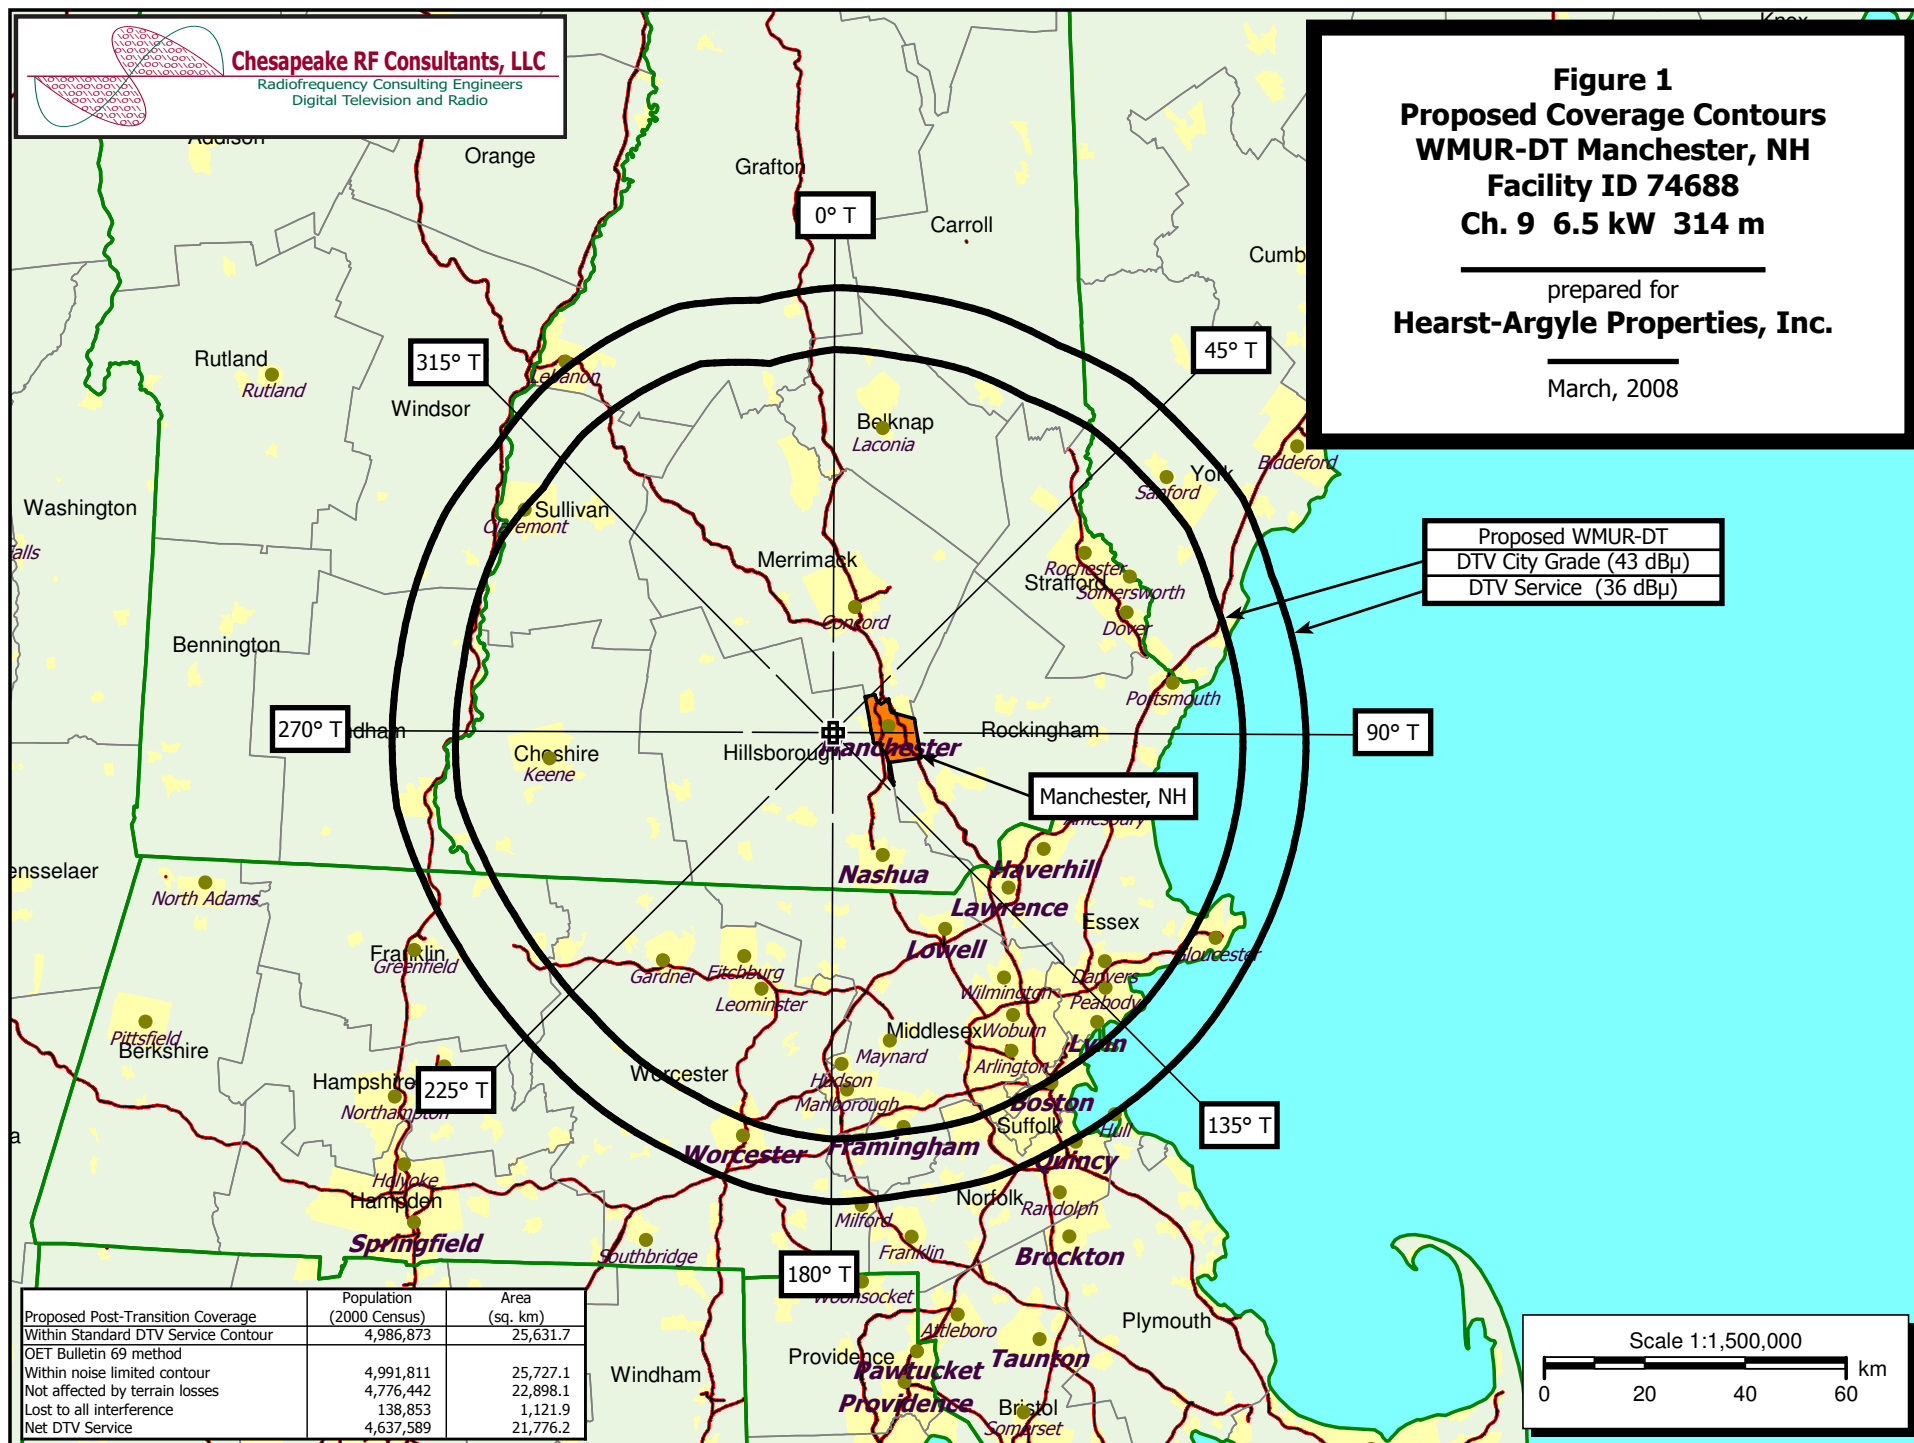 Chesapeake RF Consultants, LLC
Radiofrequency Consulting Engineers
Digital Television and Radio
Figure 1
Proposed Coverage Contours
WMUR-DT Manchester, NH
Facility ID 74688
Ch. 9 6.5 kW 314 m
prepared for
Hearst-Argyle Properties, Inc.
March, 2008
Knox
Addison
Orange
Grafton
Carroll
Cumb
0° T
45° T
315° T
Rutland
Rutland
Windsor
Lebanon
Belknap
Laconia
York
Sanford
Biddeford
Washington
alls
Sullivan
Claremont
Merrimack
Concord
Strafford
Rochester
Somersworth
Dover
Portsmouth
Proposed WMUR-DT
DTV City Grade (43 dBµ)
DTV Service (36 dBµ)
Bennington
270° T
dham
Cheshire
Keene
Hillsborough
Manchester
Rockingham
90° T
Manchester, NH
Amesbury
ensselaer
North Adams
Nashua
Haverhill
Lawrence
Lowell
Essex
Gloucester
Franklin
Greenfield
Gardner
Fitchburg
Leominster
Wilmington
Danvers
Peabody
Pittsfield
Berkshire
Middlesex
Woburn
Maynard
Arlington
Lynn
Hampshire
Northampton
225° T
Worcester
Hudson
Marlborough
Boston
Suffolk
Hull
135° T
a
Worcester
Framingham
Quincy
Holyoke
Hampden
Springfield
Southbridge
Norfolk
Randolph
Milford
Franklin
Brockton
180° T
Woonsocket
Attleboro
Plymouth
Providence
Pawtucket
Taunton
Providence
Windham
Bristol
Somerset
Proposed Post-Transition Coverage Population (2000 Census) Area (sq. km)
Within Standard DTV Service Contour 4,986,873 25,631.7
OET Bulletin 69 method
Within noise limited contour 4,991,811 25,727.1
Not affected by terrain losses 4,776,442 22,898.1
Lost to all interference 138,853 1,121.9
Net DTV Service 4,637,589 21,776.2
Scale 1:1,500,000
km
0 20 40 60